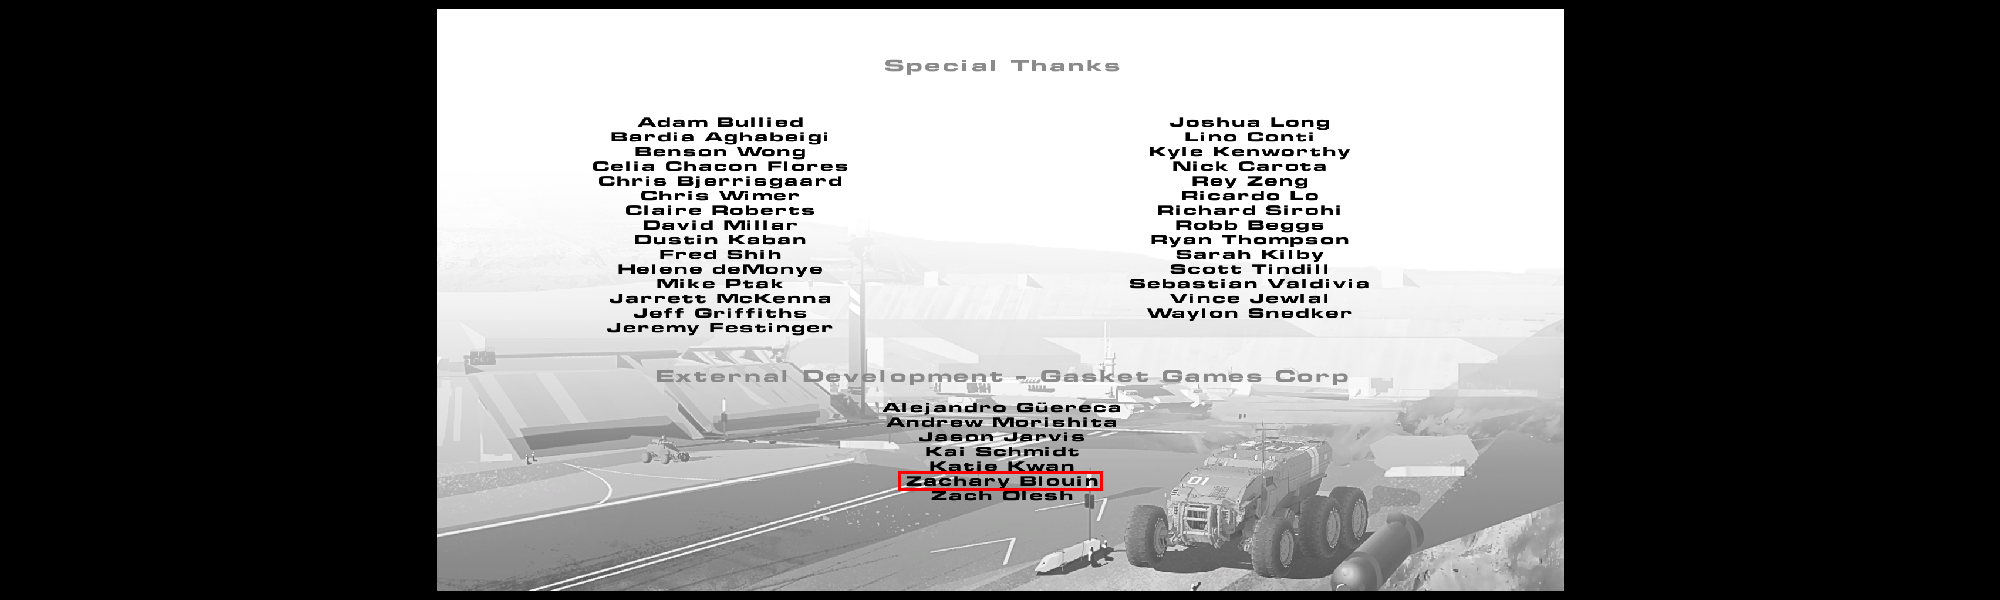 Special Thanks
Adam Bullied
Bardia Aghabeigi
Benson Wong
Celia Chacon Flores
Chris Bjerrisgaard
Chris Wimer
Claire Roberts
David Millar
Dustin Kaban
Fred Shih
Helene deMonye
Mike Ptak
Jarrett McKenna
Jeff Griffiths
Jeremy Festinger
Joshua Long
Lino Conti
Kyle Kenworthy
Nick Carota
Rey Zeng
Ricardo Lo
Richard Sirohi
Robb Beggs
Ryan Thompson
Sarah Kilby
Scott Tindill
Sebastian Valdivia
Vince Jewlal
Waylon Snedker
External Development - Gasket Games Corp
Alejandro Güereca
Andrew Morishita
Jason Jarvis
Kai Schmidt
Katie Kwan
Zachary Blouin
Zach Olesh
01